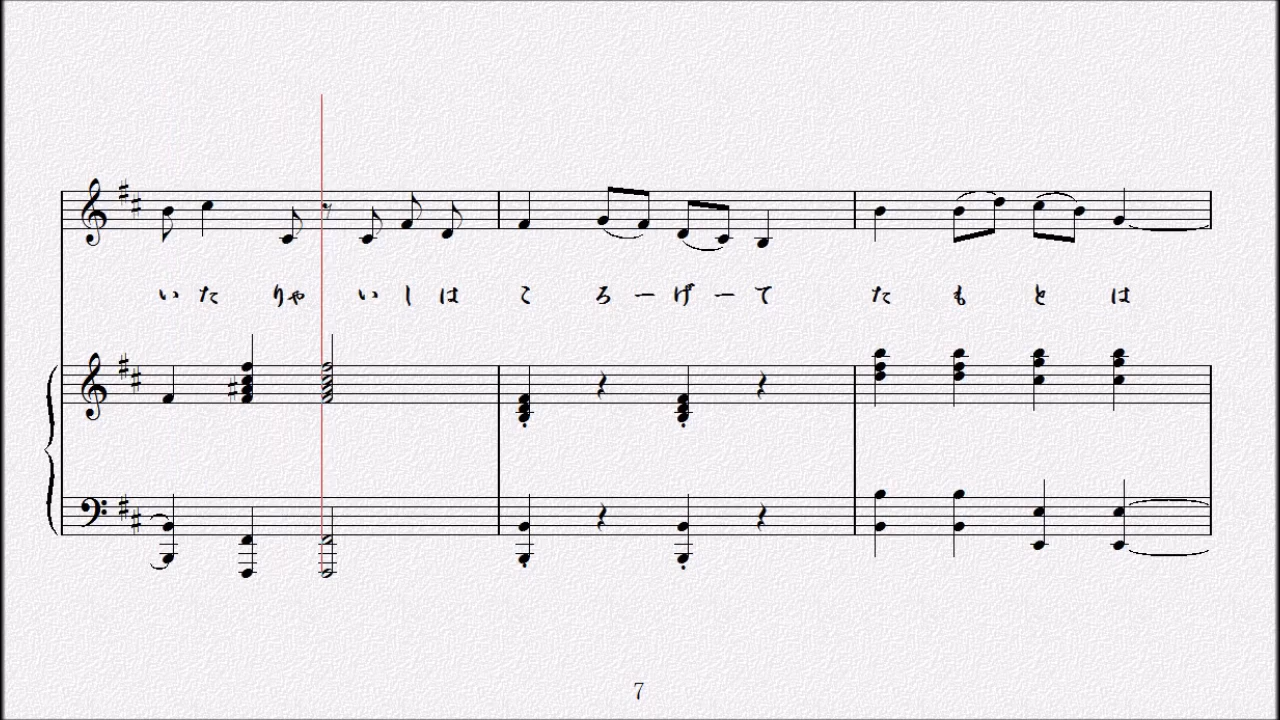 い た りゃ い し は こ ろ ー げ ー て た も と は
7